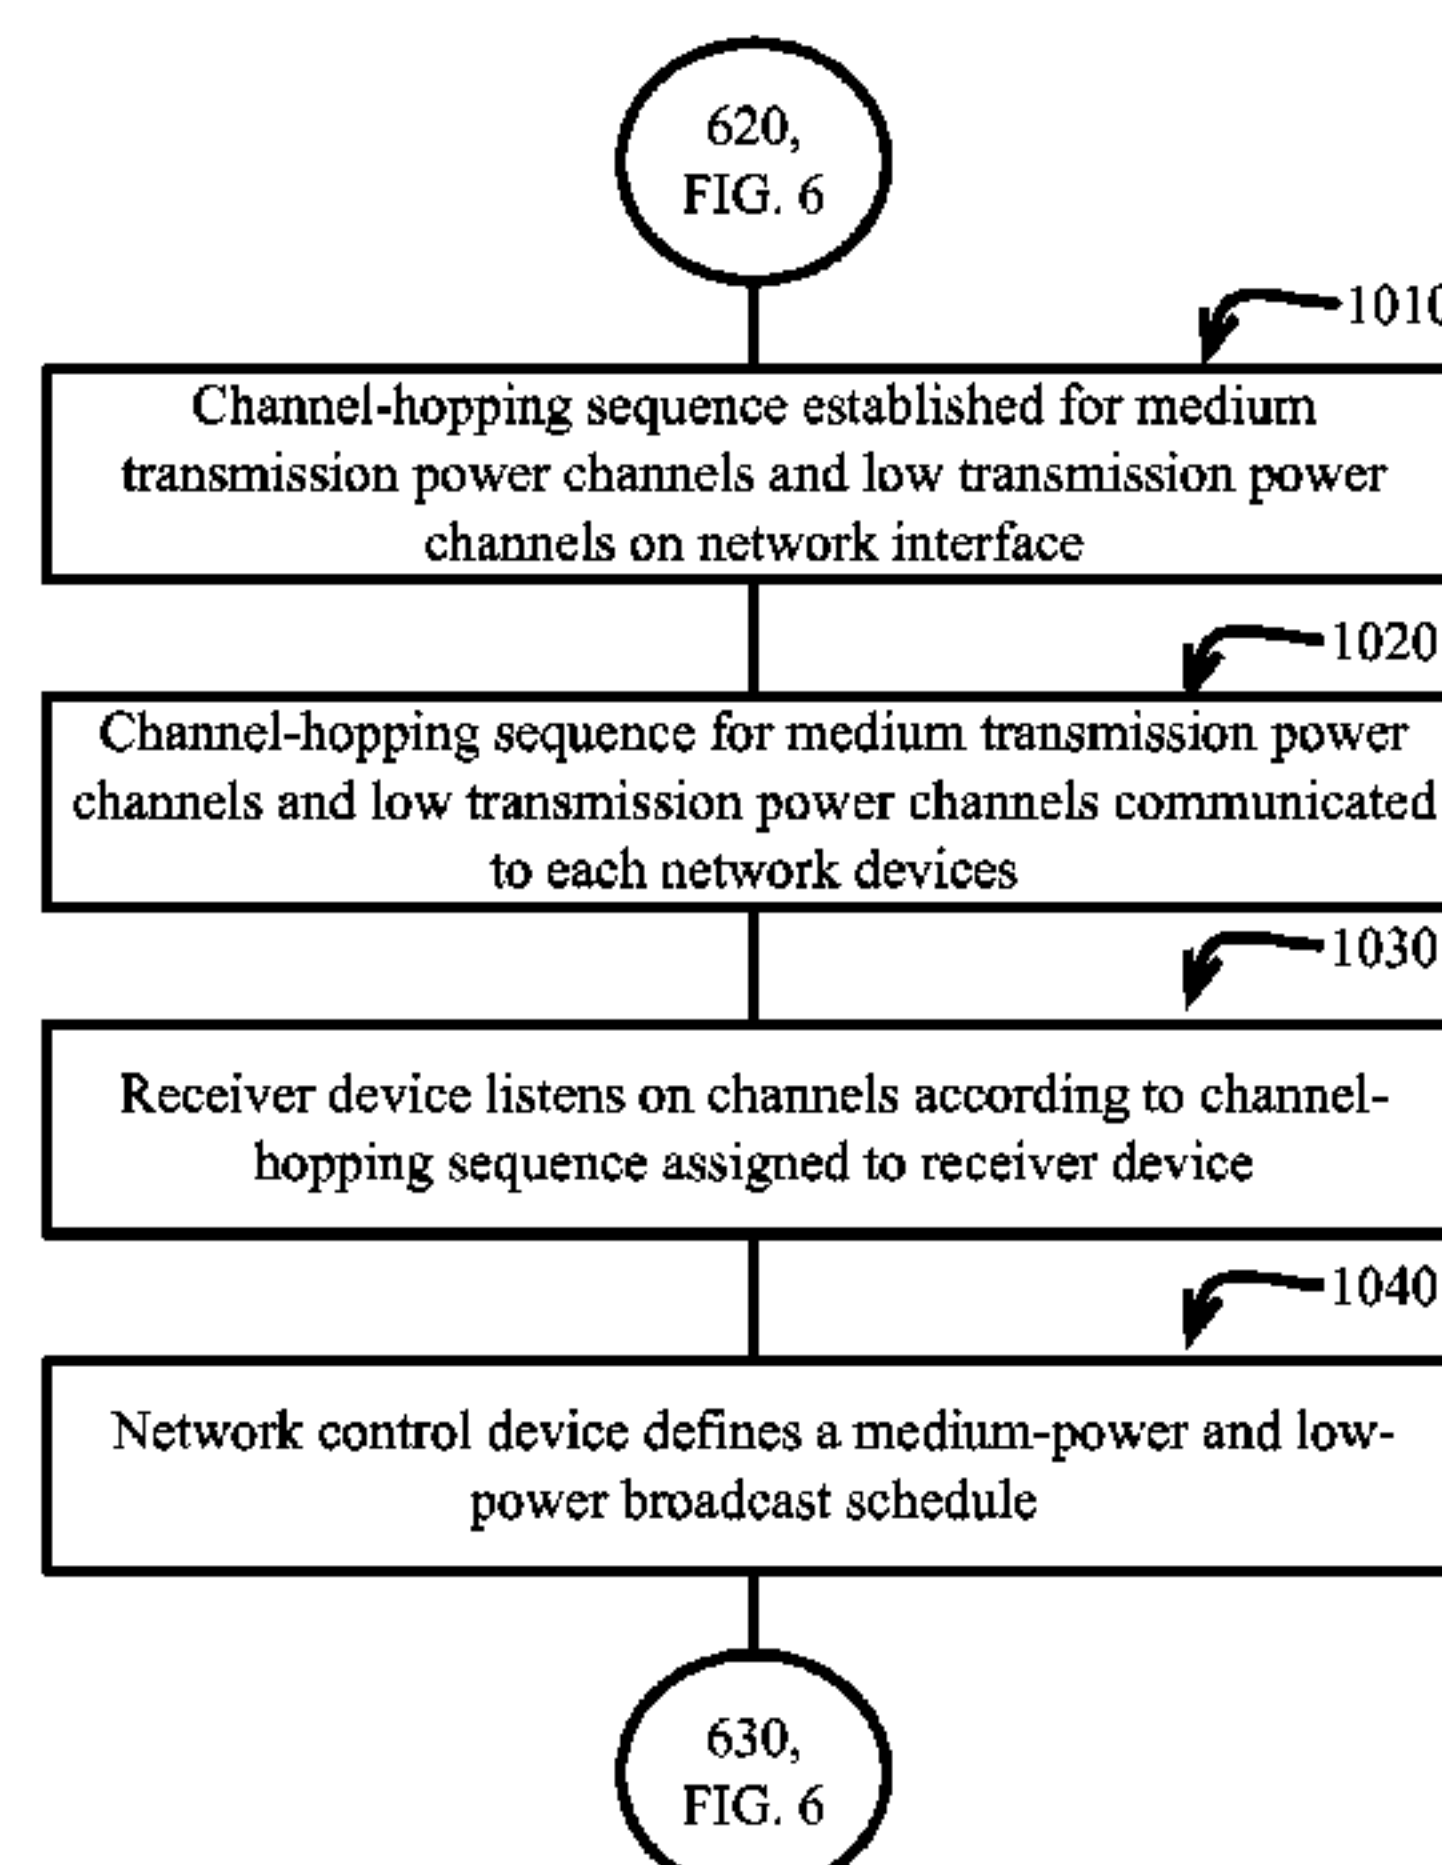 620,
FIG. 6
1010
Channel-hopping sequence established for medium
transmission power channels and low transmission power
channels on network interface
1020
Channel-hopping sequence for medium transmission power
channels and low transmission power channels communicated
to each network devices
1030
Receiver device listens on channels according to channel-
hopping sequence assigned to receiver device
1040
Network control device defines a medium-power and low-
power broadcast schedule
630,
FIG. 6